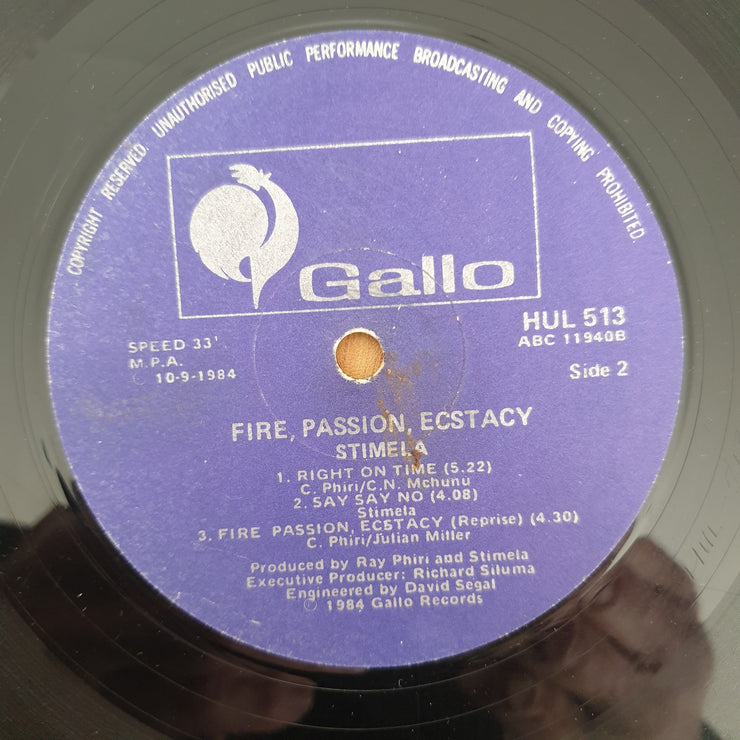 COPYRIGHT RESERVED. UNAUTHORISED PUBLIC PERFORMANCE BROADCASTING AND COPYING PROHIBITED.
Gallo
HUL 513
ABC 11940B
Side 2
SPEED 33'
M.P.A.
10-9-1984
FIRE, PASSION, ECSTACY
STIMELA
1. RIGHT ON TIME (5.22)
C. Phiri/C.N. Mchunu
2. SAY SAY NO (4.08)
Stimela
3. FIRE PASSION, ECSTACY (Reprise) (4.30)
C. Phiri/Julian Miller
Produced by Ray Phiri and Stimela
Executive Producer: Richard Siluma
Engineered by David Segal
℗ 1984 Gallo Records